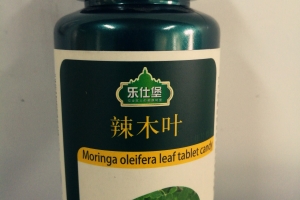 乐仕堡
辣木叶
Moringa oleifera leaf tablet candy